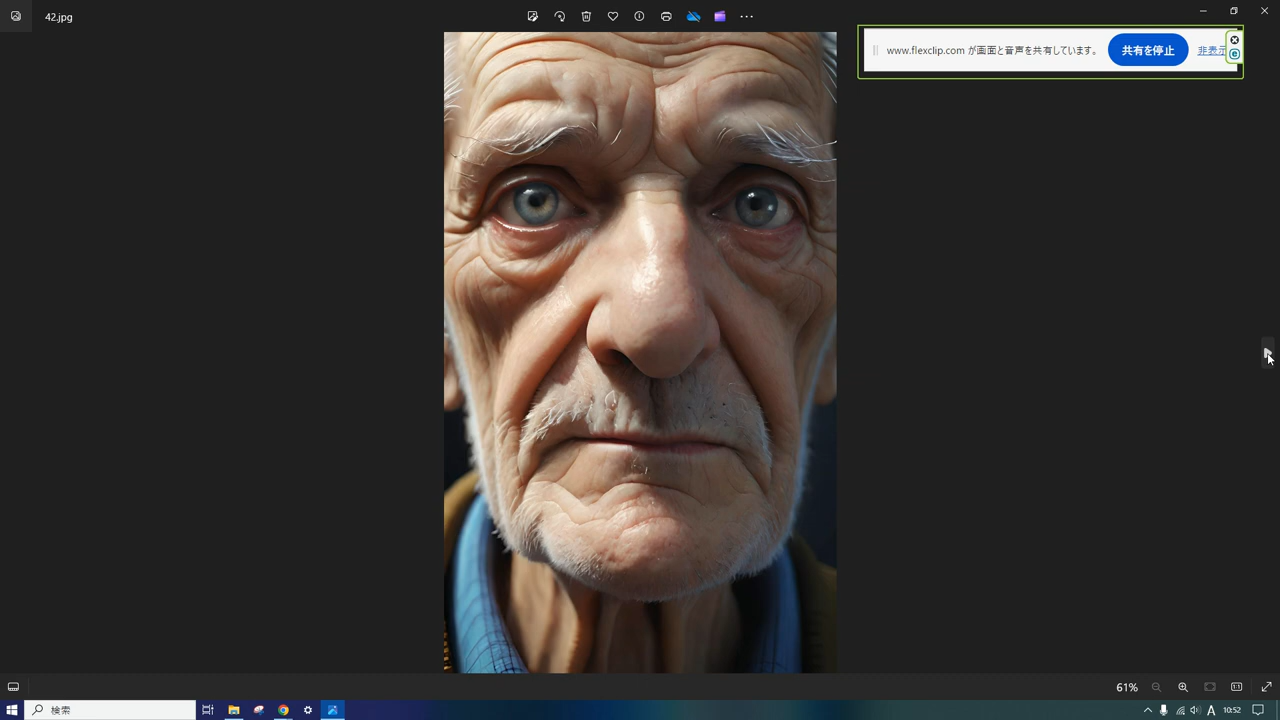 42.jpg
www.flexclip.com が画面と音声を共有しています。
共有を停止
非表示
61%
検索
A
10:52